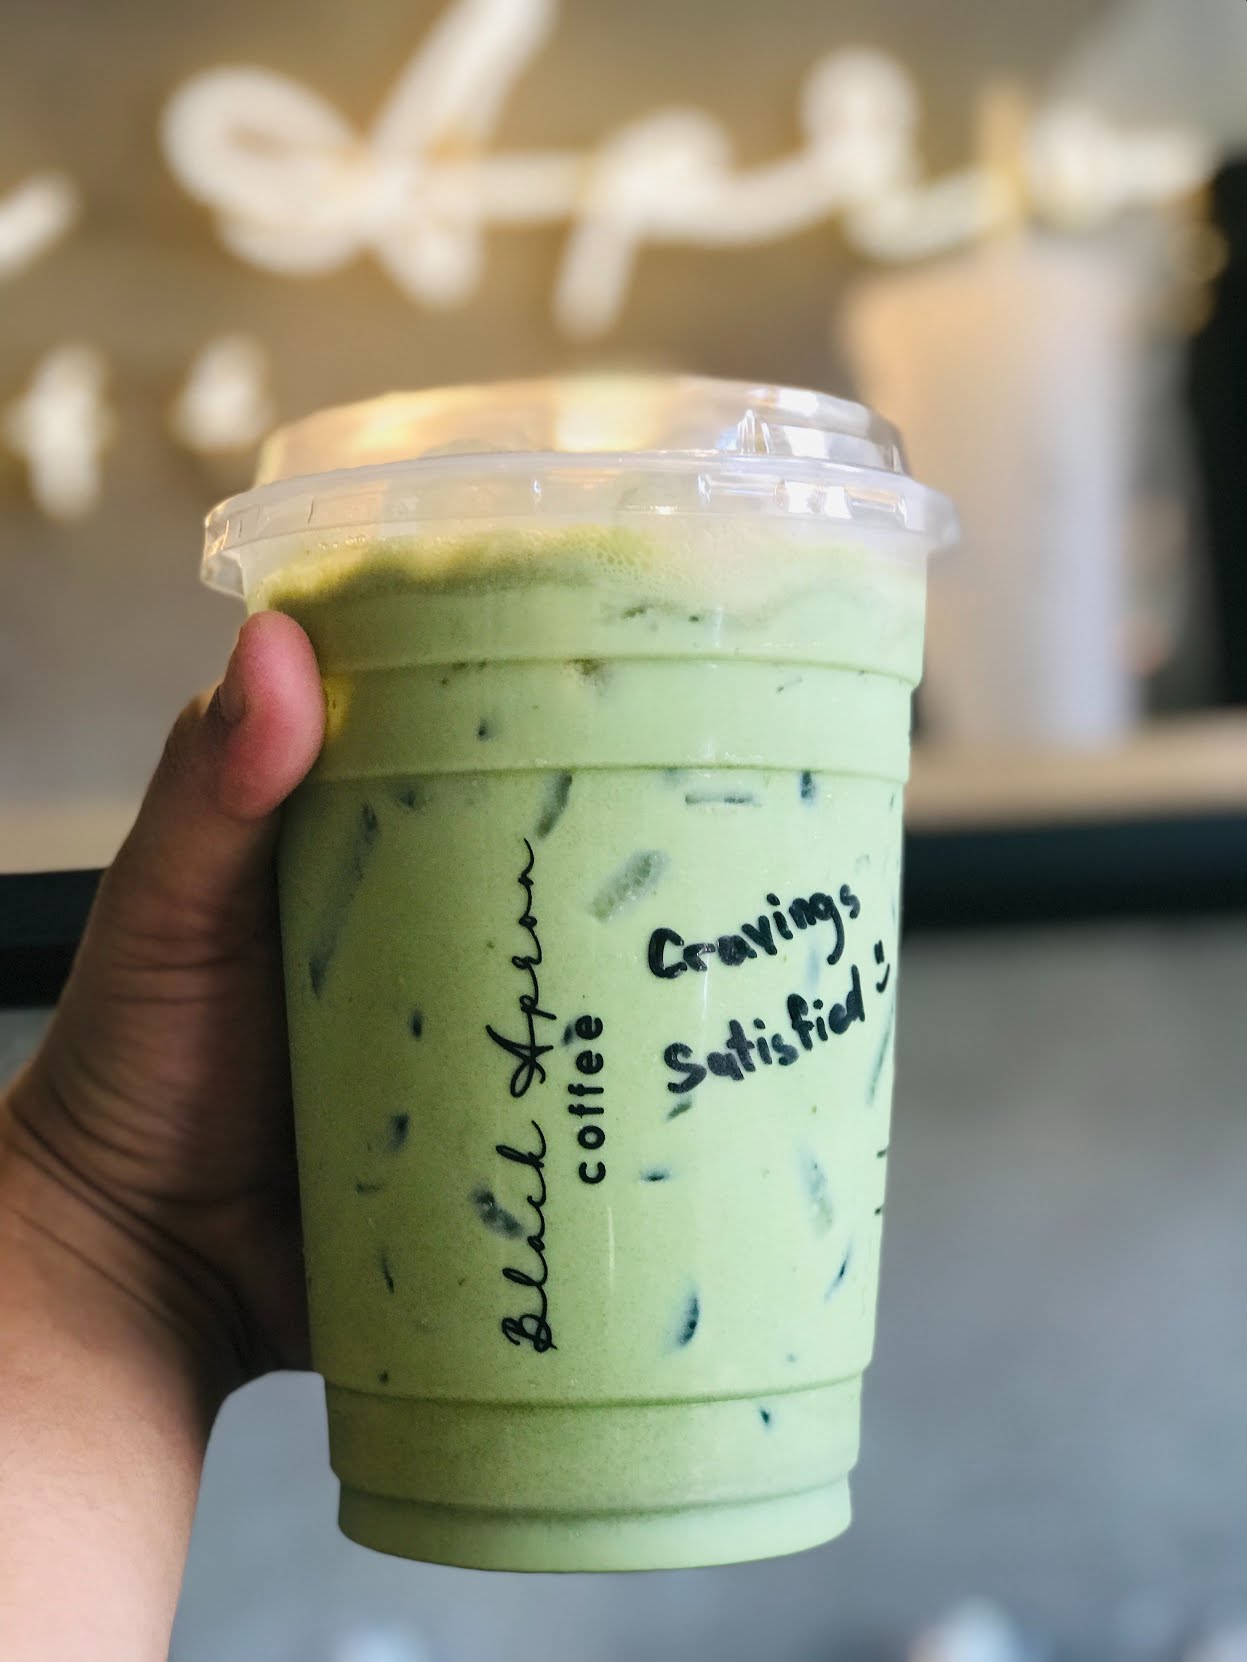 Black Apron
coffee
Cravings
Satisfied :)